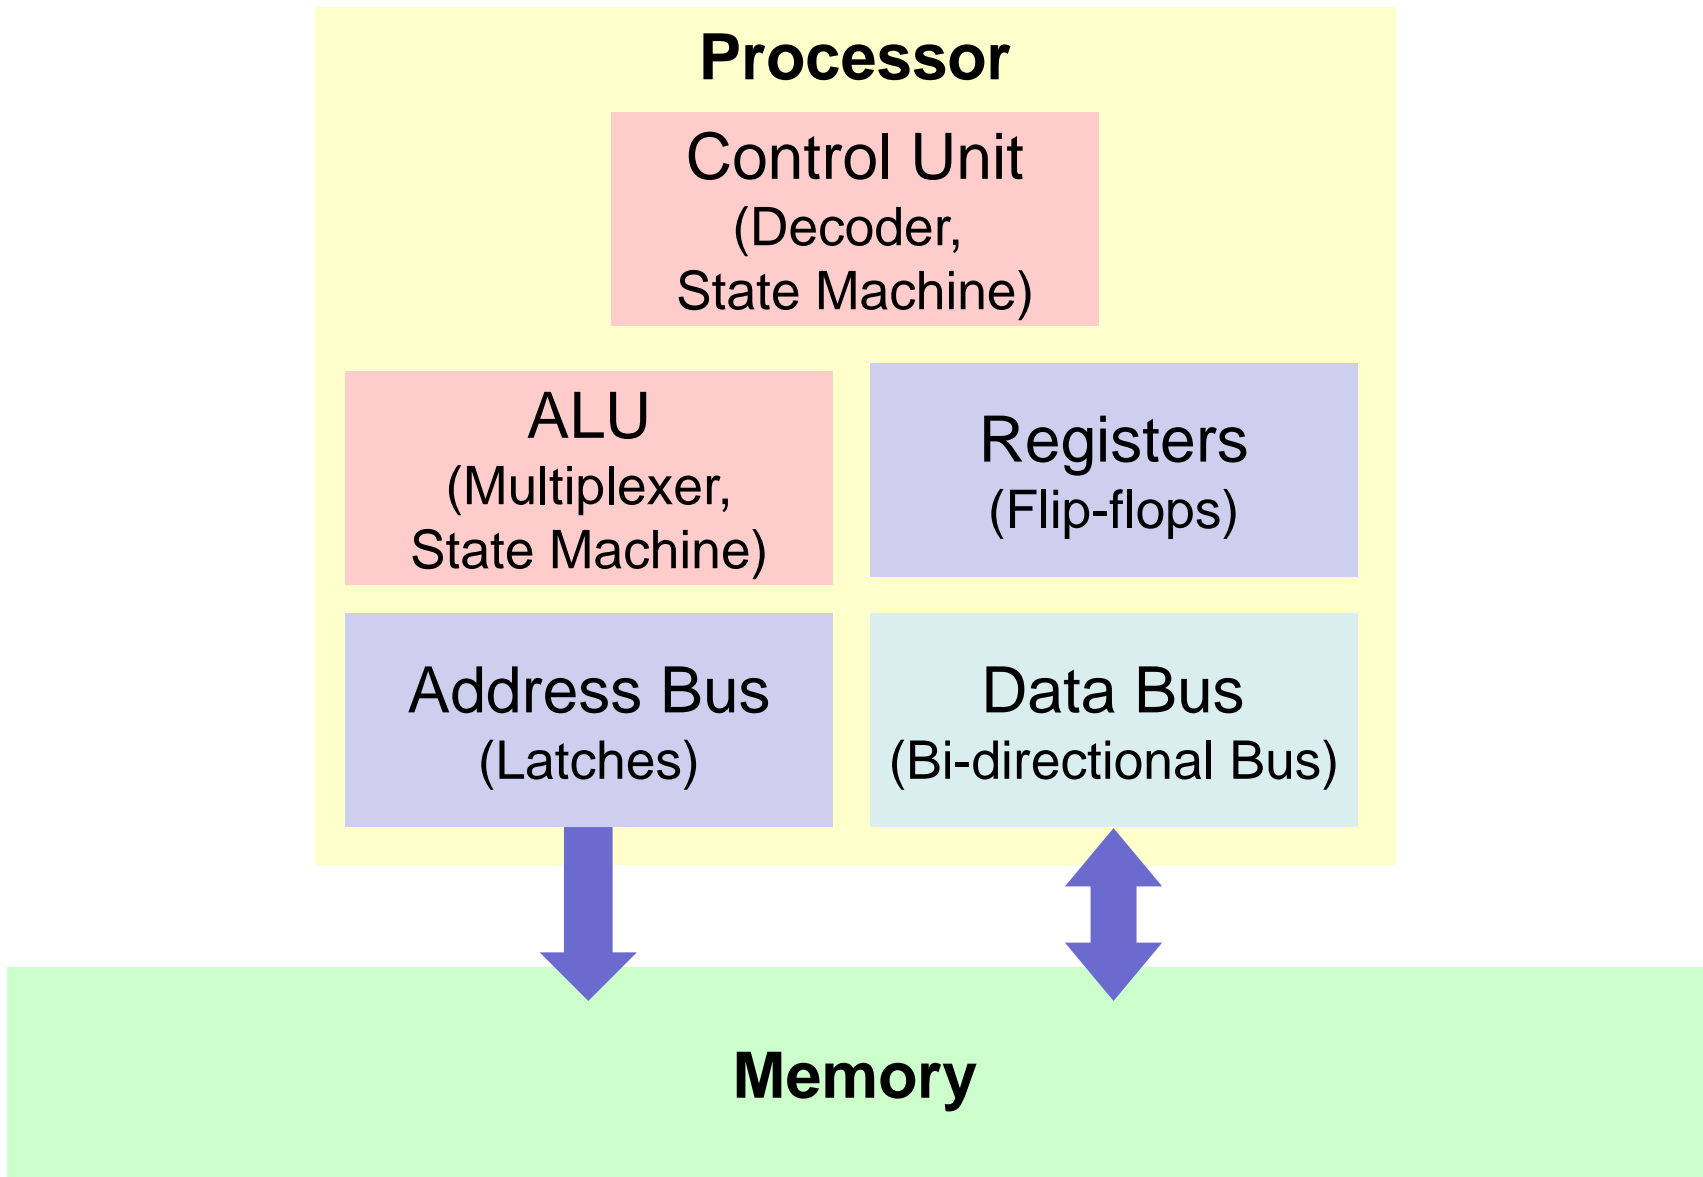 Processor
Control Unit
(Decoder,
State Machine)
ALU
(Multiplexer,
State Machine)
Registers
(Flip-flops)
Address Bus
(Latches)
Data Bus
(Bi-directional Bus)
Memory